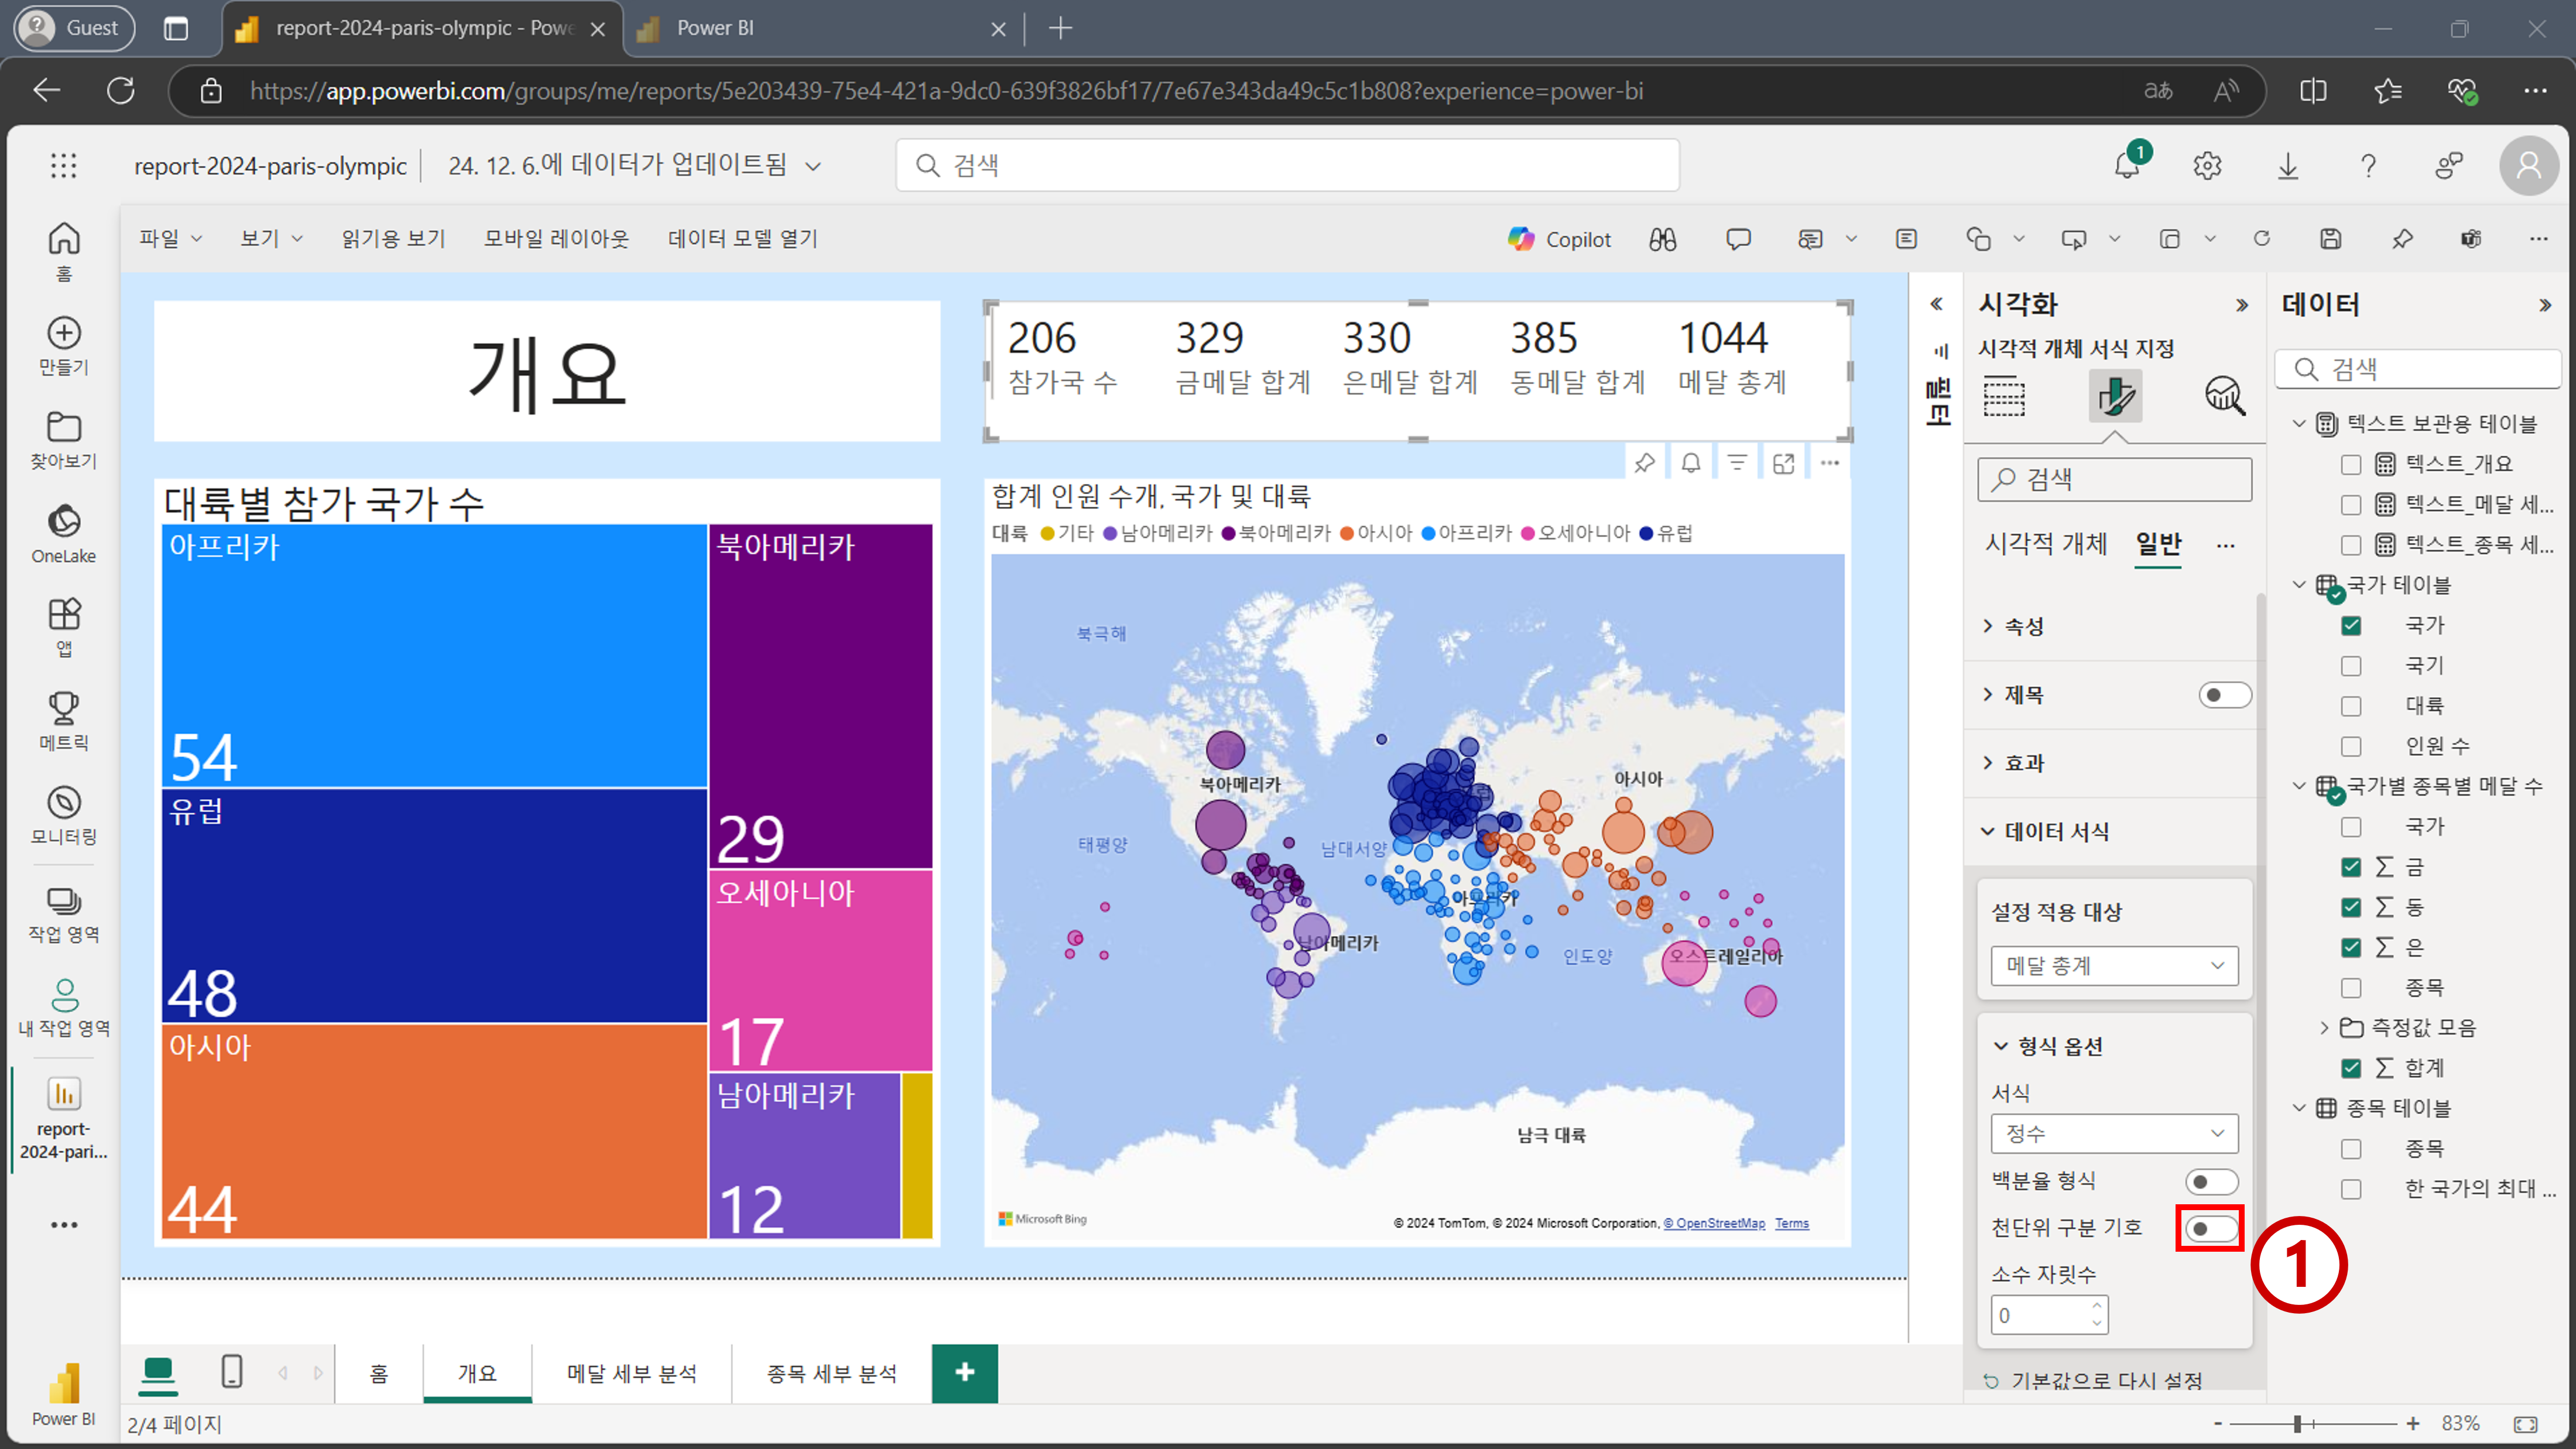 Guest
report-2024-paris-olympic - Powe
Power BI
https://app.powerbi.com/groups/me/reports/5e203439-75e4-421a-9dc0-639f3826bf17/7e67e343da49c5c1b808?experience=power-bi
report-2024-paris-olympic
24. 12. 6.에 데이터가 업데이트됨
검색
1
파일
보기
읽기용 보기
모바일 레이아웃
데이터 모델 열기
Copilot
홈
만들기
찾아보기
OneLake
앱
메트릭
모니터링
작업 영역
내 작업 영역
report-
2024-pari...
Power BI
개요
206
참가국 수
329
금메달 합계
330
은메달 합계
385
동메달 합계
1044
메달 총계
대륙별 참가 국가 수
아프리카
54
유럽
48
아시아
44
북아메리카
29
오세아니아
17
남아메리카
12
합계 인원 수개, 국가 및 대륙
대륙 기타 남아메리카 북아메리카 아시아 아프리카 오세아니아 유럽
북극해
북아메리카
아시아
태평양
남대서양
아프리카
남아메리카
인도양
오스트레일리아
남극 대륙
Microsoft Bing
© 2024 TomTom, © 2024 Microsoft Corporation, © OpenStreetMap Terms
필터
시각화
시각적 개체 서식 지정
검색
시각적 개체
일반
...
속성
제목
효과
데이터 서식
설정 적용 대상
메달 총계
형식 옵션
서식
정수
백분율 형식
천단위 구분 기호
1
소수 자릿수
0
기본값으로 다시 설정
데이터
검색
텍스트 보관용 테이블
텍스트_개요
텍스트_메달 세...
텍스트_종목 세...
국가 테이블
국가
국기
대륙
인원 수
국가별 종목별 메달 수
국가
금
동
은
종목
측정값 모음
합계
종목 테이블
종목
한 국가의 최대 ...
홈
개요
메달 세부 분석
종목 세부 분석
2/4 페이지
- + 83%